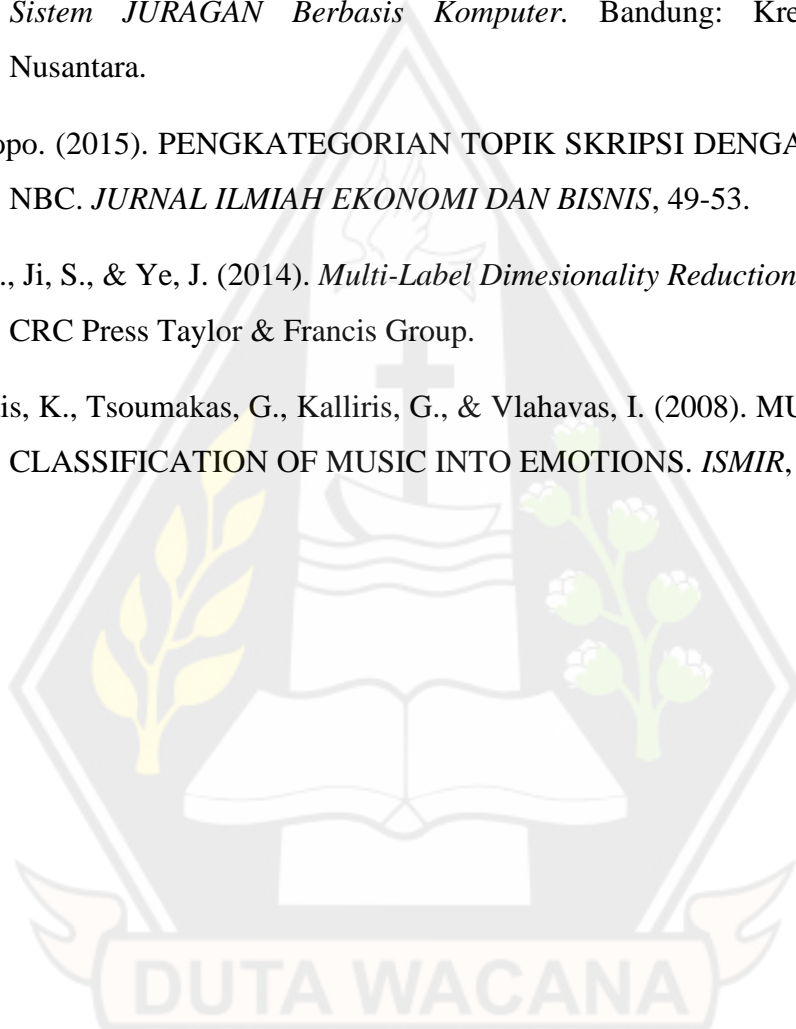 Sistem JURAGAN Berbasis Komputer. Bandung: Kre
Nusantara.
opo. (2015). PENGKATEGORIAN TOPIK SKRIPSI DENGA
NBC. JURNAL ILMIAH EKONOMI DAN BISNIS, 49-53.
., Ji, S., & Ye, J. (2014). Multi-Label Dimesionality Reduction
CRC Press Taylor & Francis Group.
is, K., Tsoumakas, G., Kalliris, G., & Vlahavas, I. (2008). MU
CLASSIFICATION OF MUSIC INTO EMOTIONS. ISMIR,
DUTA WACANA